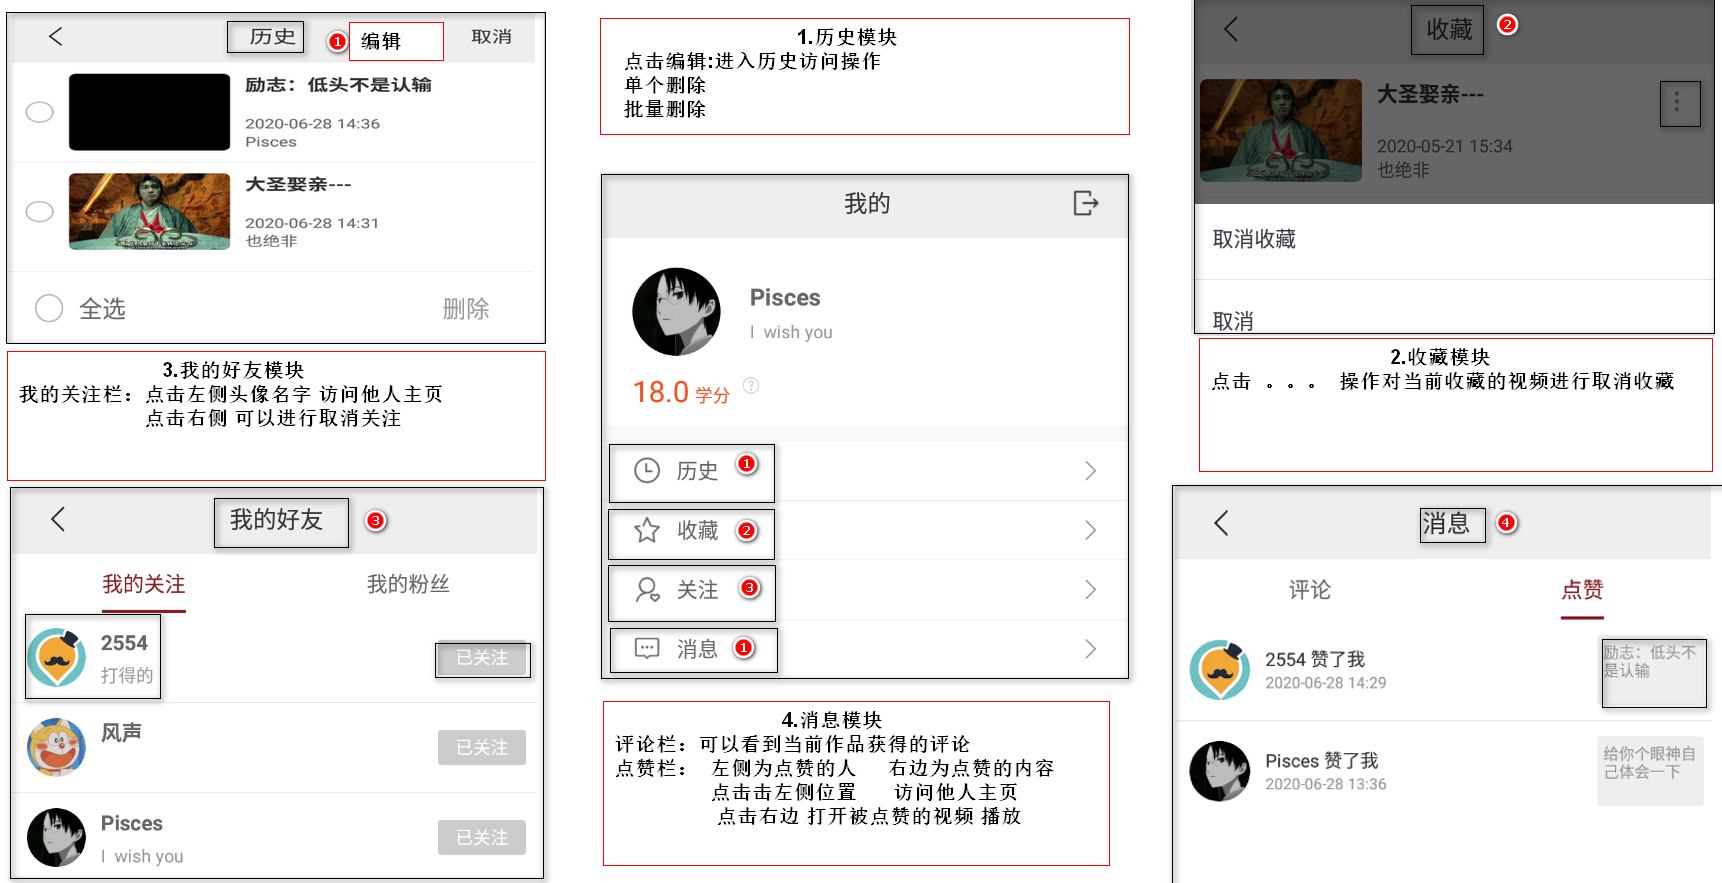 历史
1
编辑
取消
励志：低头不是认输
2020-06-28 14:36
Pisces
大圣娶亲---
2020-06-28 14:31
也绝非
全选
删除
1.历史模块
点击编辑:进入历史访问操作
单个删除
批量删除
收藏
2
大圣娶亲---
2020-05-21 15:34
也绝非
取消收藏
取消
2.收藏模块
点击 。。。 操作对当前收藏的视频进行取消收藏
3.我的好友模块
我的关注栏：点击左侧头像名字 访问他人主页
点击右侧 可以进行取消关注
我的
Pisces
I wish you
18.0 学分 ?
历史 1
收藏 2
关注 3
消息 1
我的好友
3
我的关注
我的粉丝
2554
打得的
已关注
风声
已关注
Pisces
I wish you
已关注
4.消息模块
评论栏：可以看到当前作品获得的评论
点赞栏： 左侧为点赞的人 右边为点赞的内容
点击击左侧位置 访问他人主页
点击右边 打开被点赞的视频 播放
消息
4
评论
点赞
2554 赞了我
2020-06-28 14:29
励志：低头不
是认输
Pisces 赞了我
2020-06-28 13:36
给你个眼神自
己体会一下